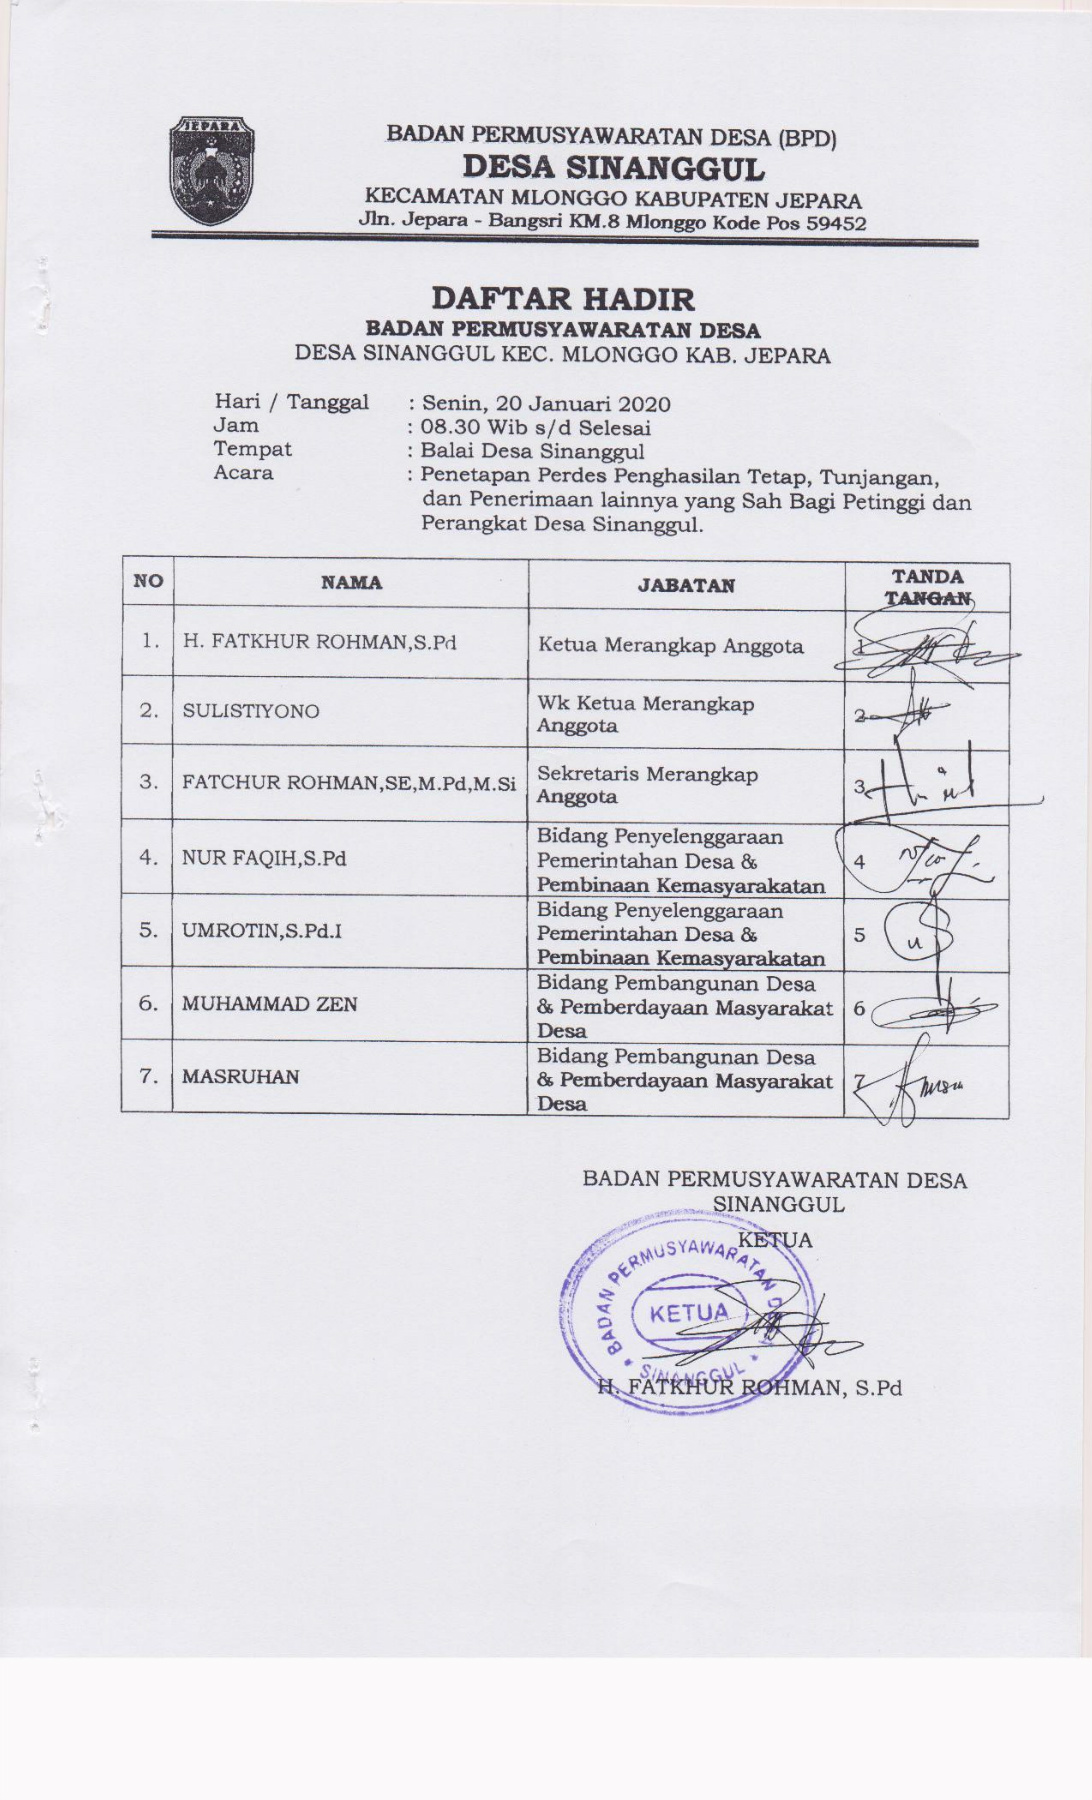 JEPARA
BADAN PERMUSYAWARATAN DESA (BPD)
DESA SINANGGUL
KECAMATAN MLONGGO KABUPATEN JEPARA
Jln. Jepara - Bangsri KM.8 Mlonggo Kode Pos 59452
DAFTAR HADIR
BADAN PERMUSYAWARATAN DESA
DESA SINANGGUL KEC. MLONGGO KAB. JEPARA
Hari / Tanggal : Senin, 20 Januari 2020
Jam : 08.30 Wib s/d Selesai
Tempat : Balai Desa Sinanggul
Acara : Penetapan Perdes Penghasilan Tetap, Tunjangan,
dan Penerimaan lainnya yang Sah Bagi Petinggi dan
Perangkat Desa Sinanggul.
NO NAMA JABATAN TANDA
TANGAN
1. H. FATKHUR ROHMAN,S.Pd Ketua Merangkap Anggota 1
2. SULISTIYONO Wk Ketua Merangkap
Anggota 2
3. FATCHUR ROHMAN,SE,M.Pd,M.Si Sekretaris Merangkap
Anggota 3
4. NUR FAQIH,S.Pd Bidang Penyelenggaraan
Pemerintahan Desa &
Pembinaan Kemasyarakatan 4
5. UMROTIN,S.Pd.I Bidang Penyelenggaraan
Pemerintahan Desa &
Pembinaan Kemasyarakatan 5
6. MUHAMMAD ZEN Bidang Pembangunan Desa
& Pemberdayaan Masyarakat
Desa 6
7. MASRUHAN Bidang Pembangunan Desa
& Pemberdayaan Masyarakat
Desa 7
BADAN PERMUSYAWARATAN DESA
SINANGGUL
KETUA
BADAN PERMUSYAWARATAN
KETUA
SINANGGUL
H. FATKHUR ROHMAN, S.Pd